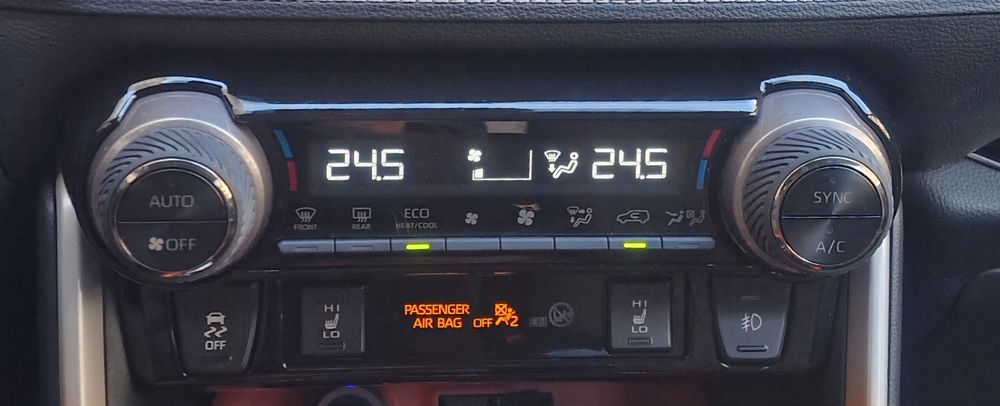 24.5
24.5
AUTO
OFF
FRONT
REAR
ECO
HEAT/COOL
SYNC
A/C
OFF
HI
LO
PASSENGER
AIR BAG OFF
2
HI
LO